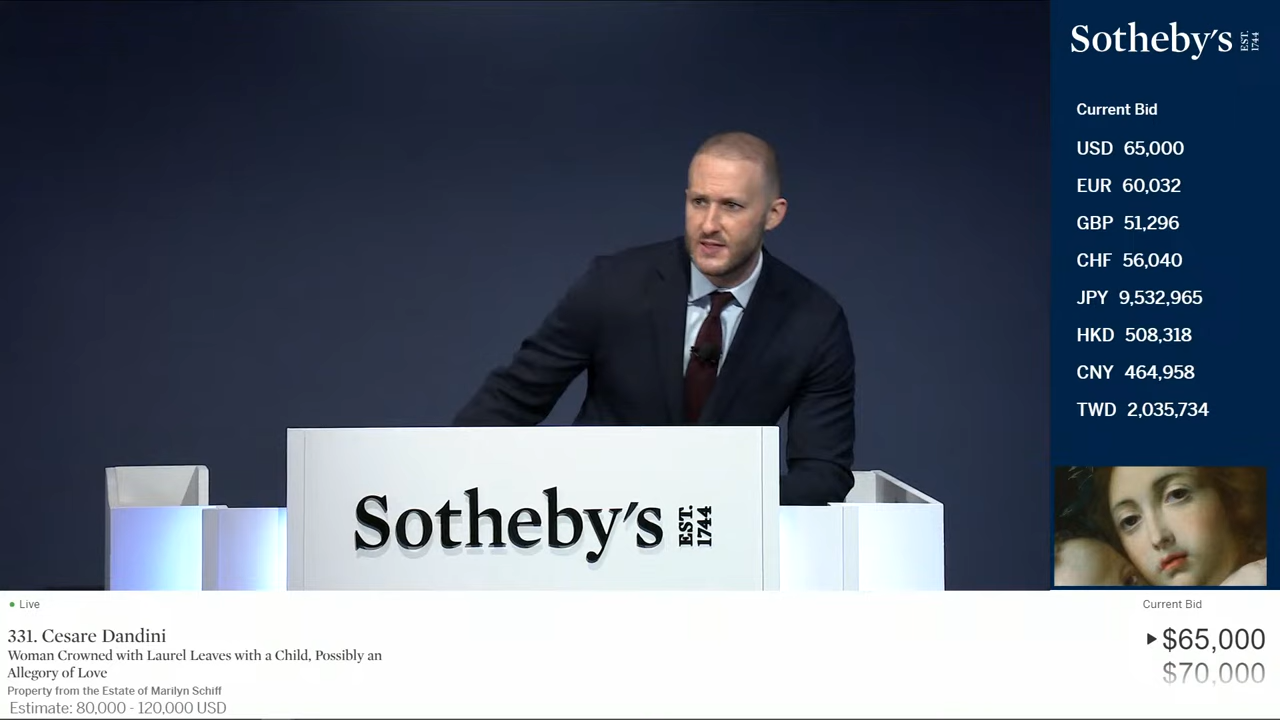 Sotheby's EST. 1744
Current Bid
USD 65,000
EUR 60,032
GBP 51,296
CHF 56,040
JPY 9,532,965
HKD 508,318
CNY 464,958
TWD 2,035,734
Sotheby's EST. 1744
Live
331. Cesare Dandini
Woman Crowned with Laurel Leaves with a Child, Possibly an
Allegory of Love
Property from the Estate of Marilyn Schiff
Estimate: 80,000 - 120,000 USD
Current Bid
$65,000
$70,000